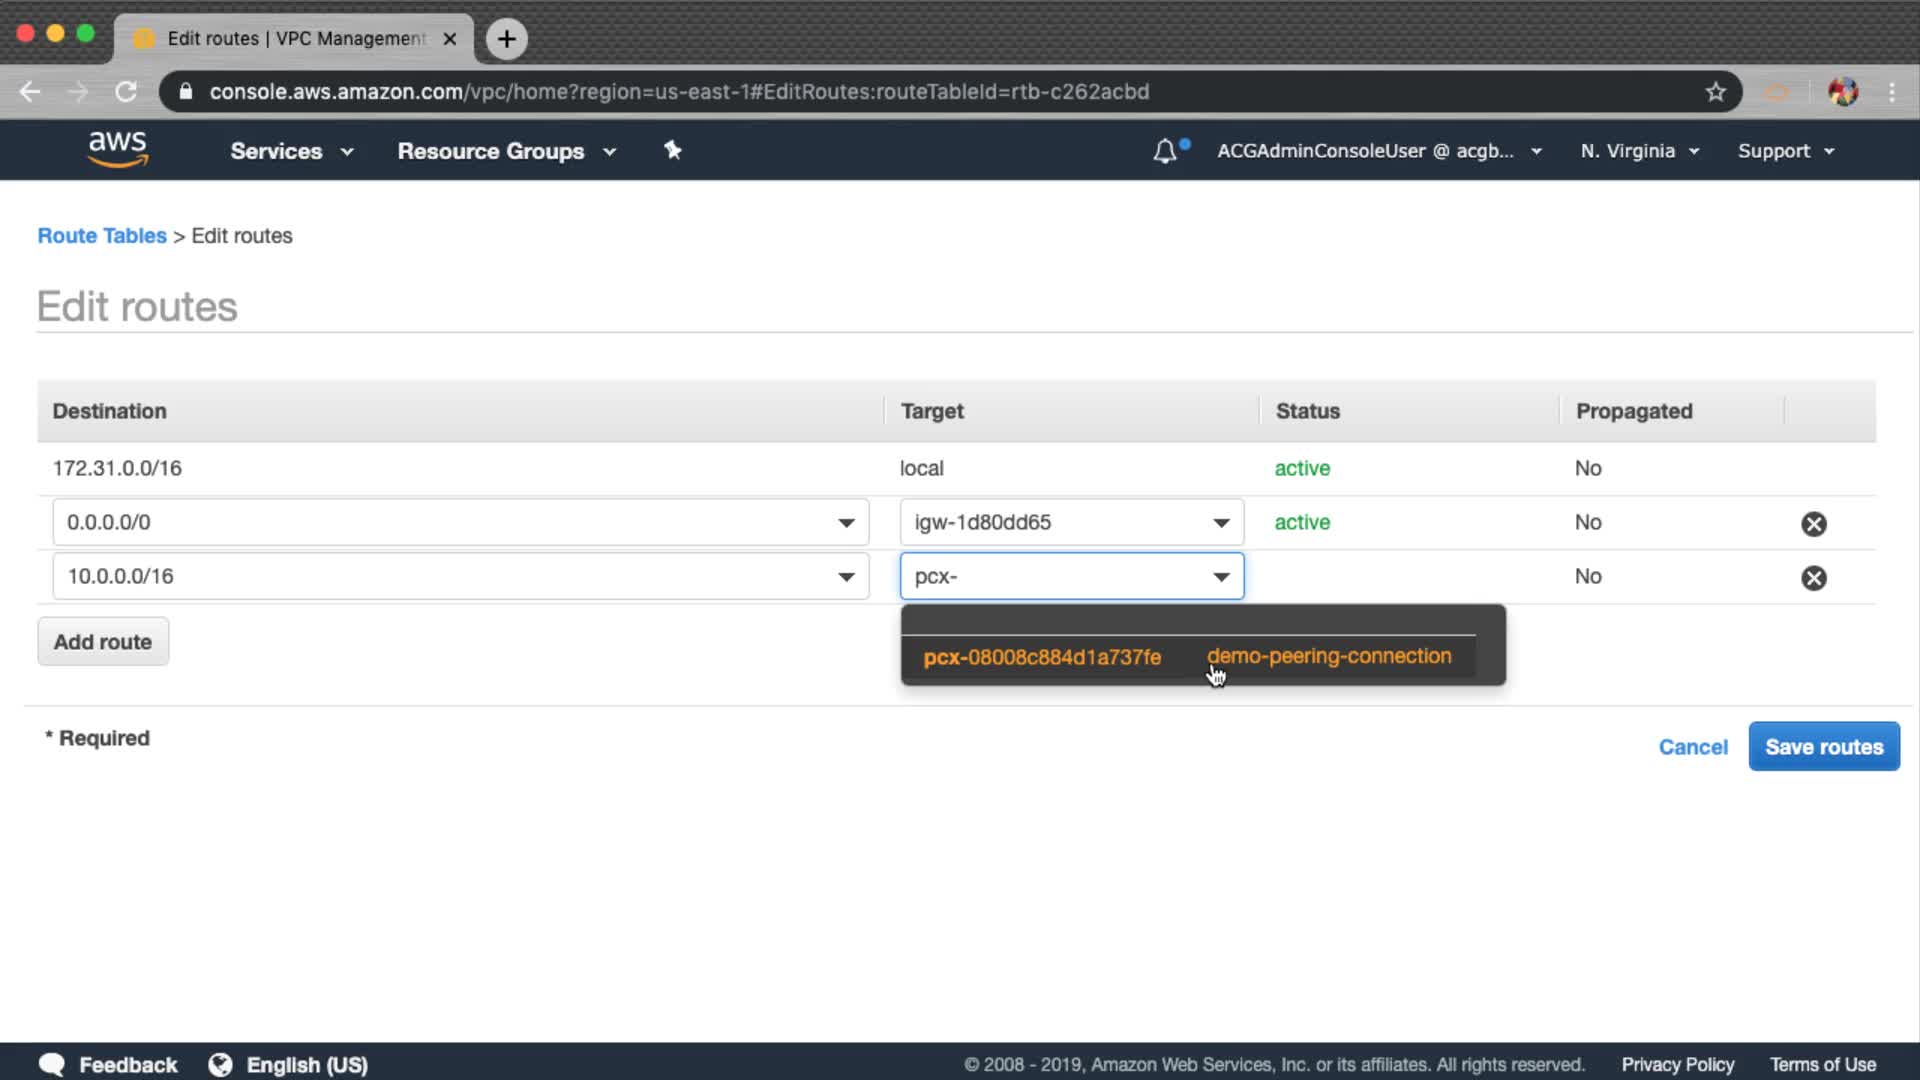 Edit routes | VPC Management
console.aws.amazon.com/vpc/home?region=us-east-1#EditRoutes:routeTableId=rtb-c262acbd
aws
Services
Resource Groups
ACGAdminConsoleUser @ acgb...
N. Virginia
Support
Route Tables > Edit routes
Edit routes
Destination Target Status Propagated
172.31.0.0/16 local active No
0.0.0.0/0 igw-1d80dd65 active No
10.0.0.0/16 pcx- No
pcx-08008c884d1a737fe demo-peering-connection
Add route
* Required
Cancel
Save routes
Feedback
English (US)
© 2008 - 2019, Amazon Web Services, Inc. or its affiliates. All rights reserved.
Privacy Policy
Terms of Use